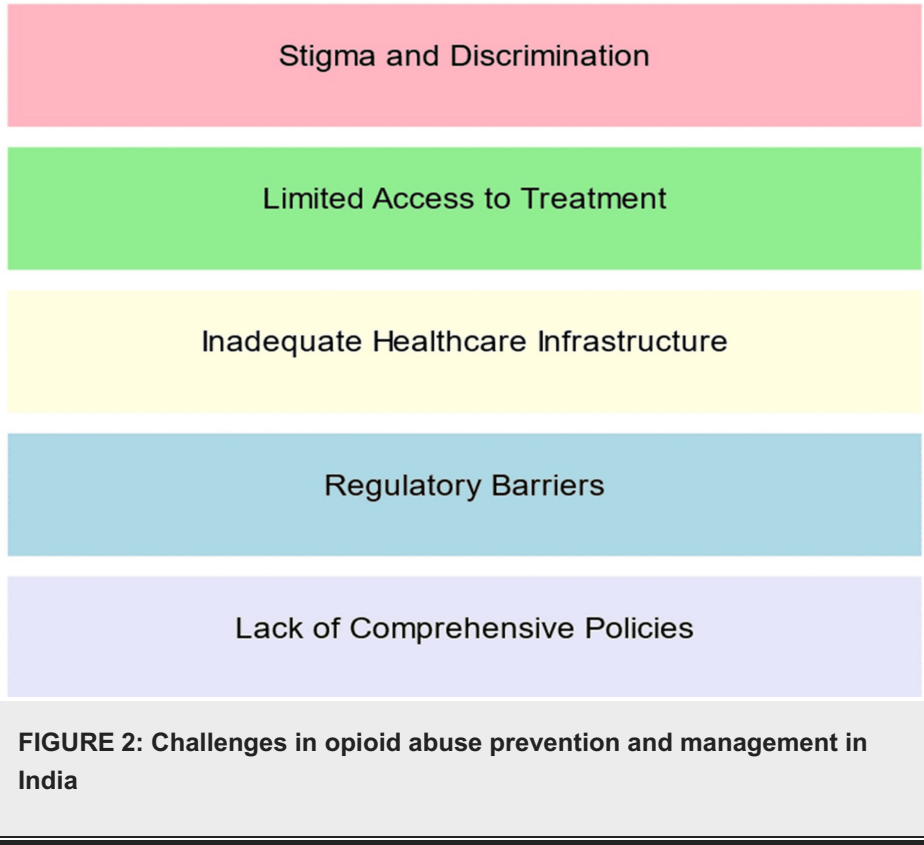 Stigma and Discrimination
Limited Access to Treatment
Inadequate Healthcare Infrastructure
Regulatory Barriers
Lack of Comprehensive Policies
FIGURE 2: Challenges in opioid abuse prevention and management in
India